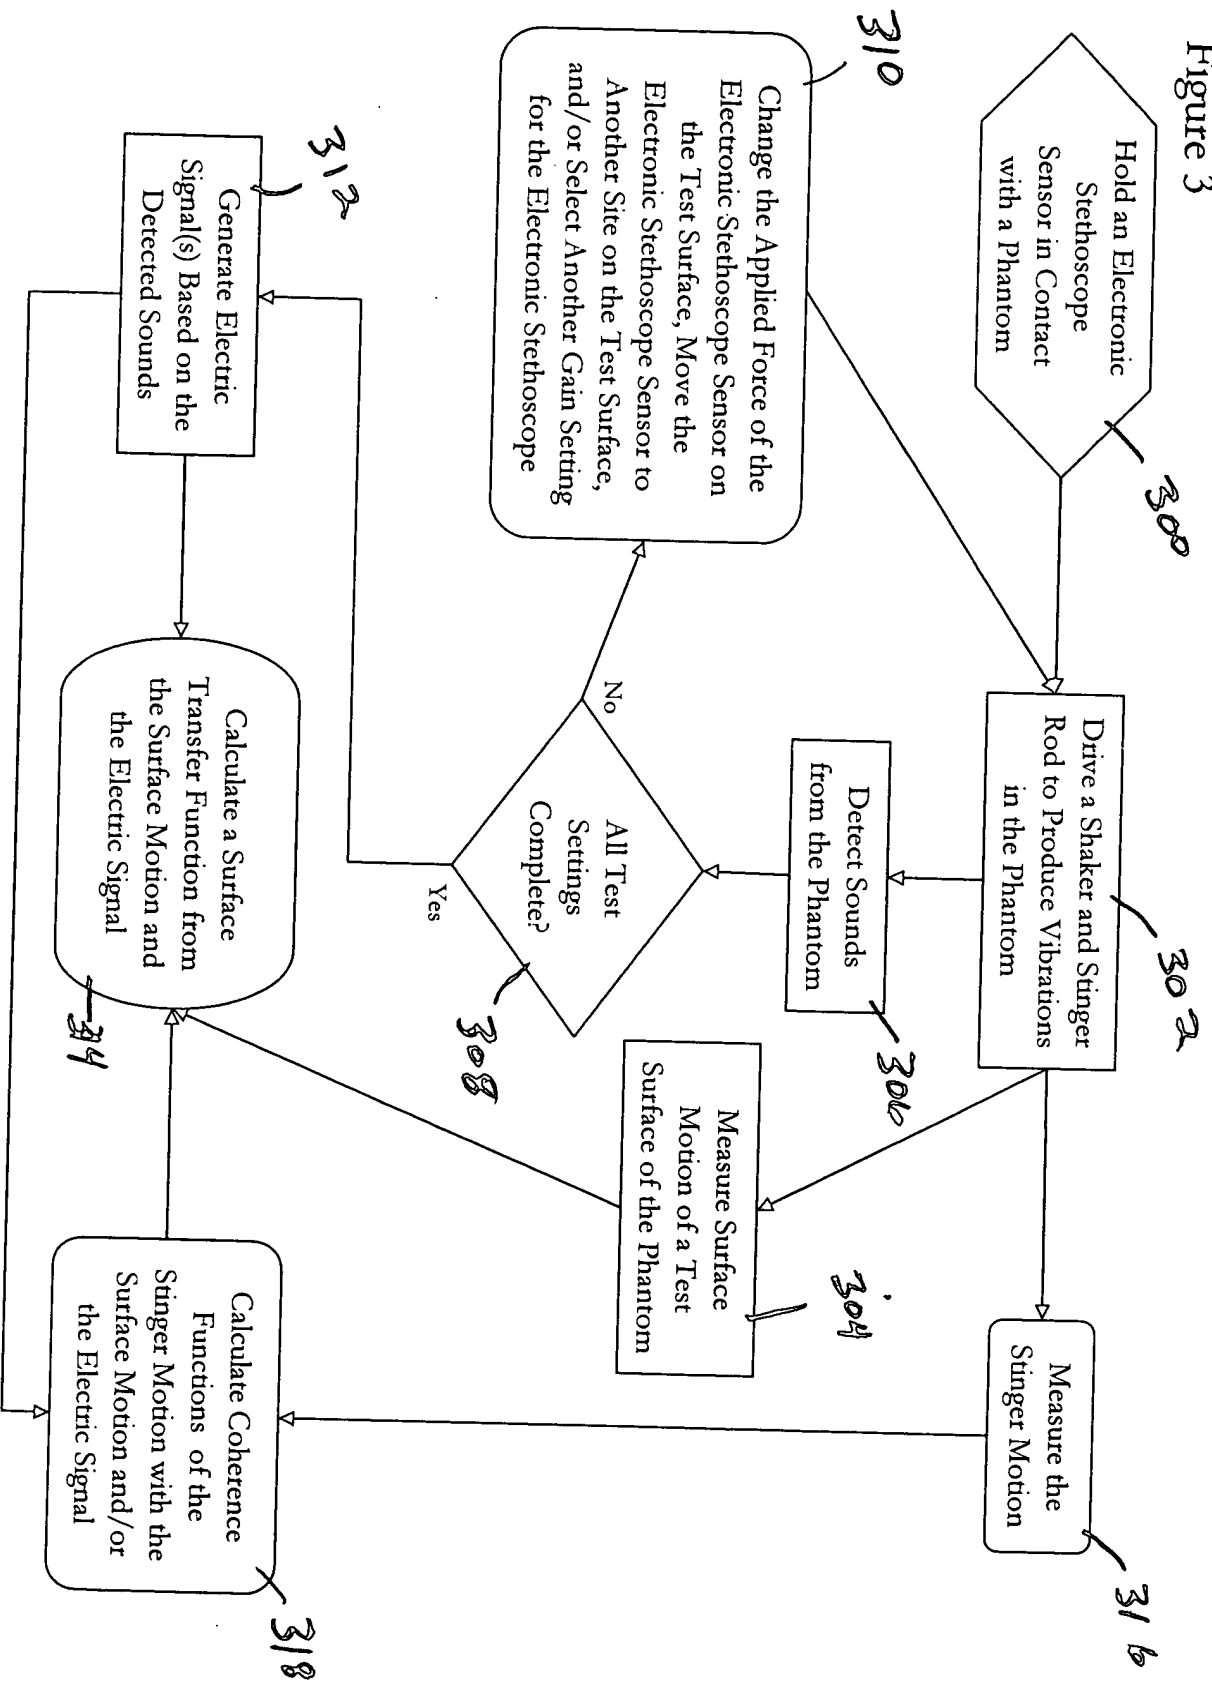 Figure 3
Hold an Electronic
Stethoscope
Sensor in Contact
with a Phantom
300
Drive a Shaker and Stinger
Rod to Produce Vibrations
in the Phantom
302
Measure the
Stinger Motion
316
310
Change the Applied Force of the
Electronic Stethoscope Sensor on
the Test Surface, Move the
Electronic Stethoscope Sensor to
Another Site on the Test Surface,
and/or Select Another Gain Setting
for the Electronic Stethoscope
Detect Sounds
from the Phantom
306
Measure Surface
Motion of a Test
Surface of the Phantom
304
No
All Test
Settings
Complete?
Yes
308
312
Generate Electric
Signal(s) Based on the
Detected Sounds
Calculate a Surface
Transfer Function from
the Surface Motion and
the Electric Signal
314
Calculate Coherence
Functions of the
Stinger Motion with the
Surface Motion and/or
the Electric Signal
318